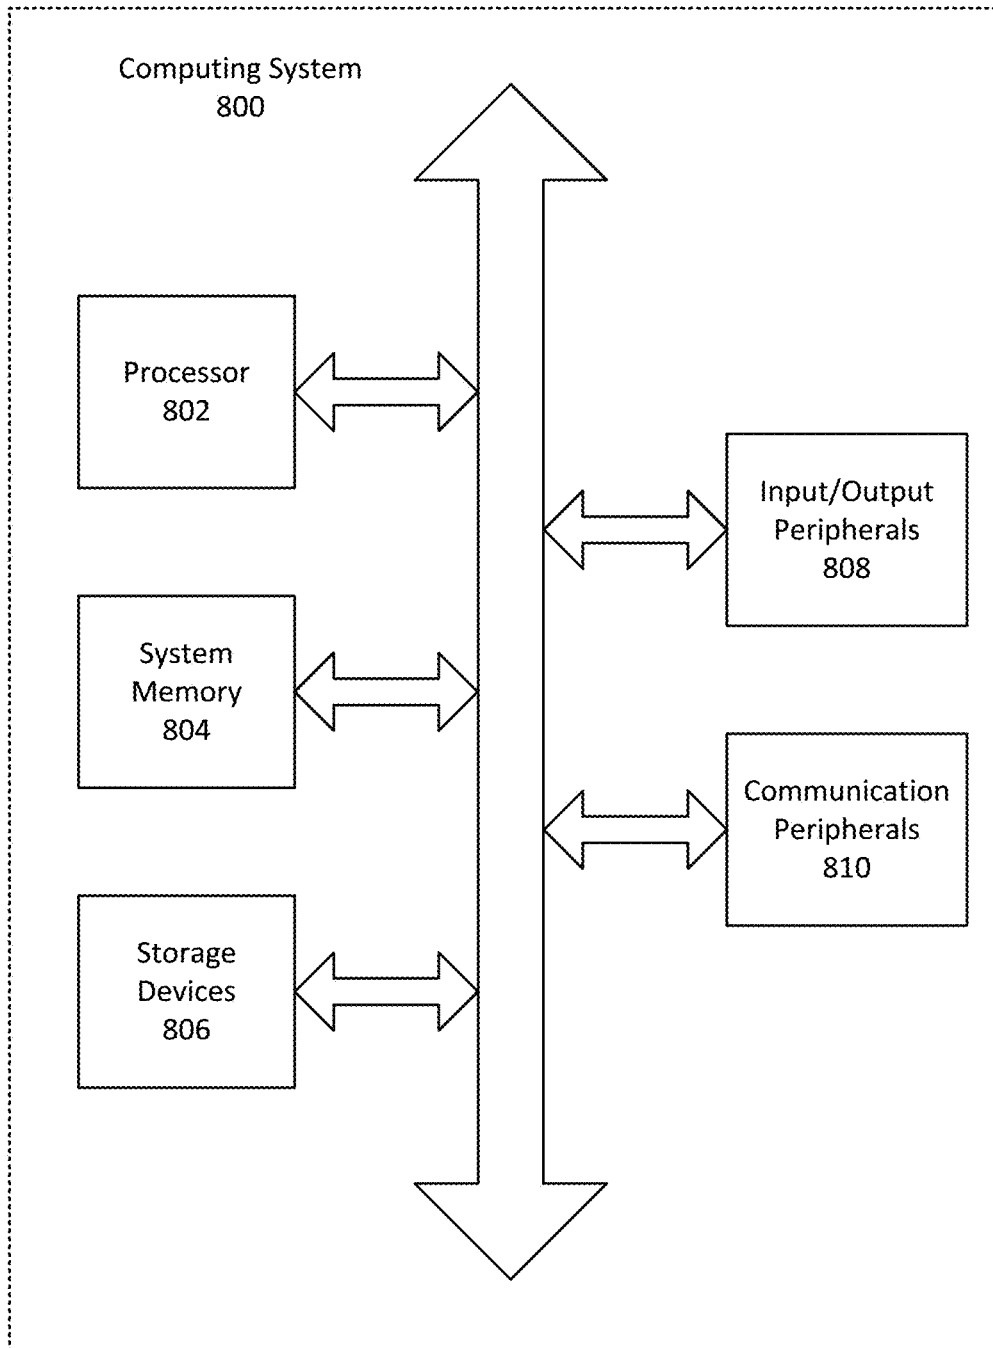 Computing System
800
Processor
802
Input/Output
Peripherals
808
System
Memory
804
Communication
Peripherals
810
Storage
Devices
806